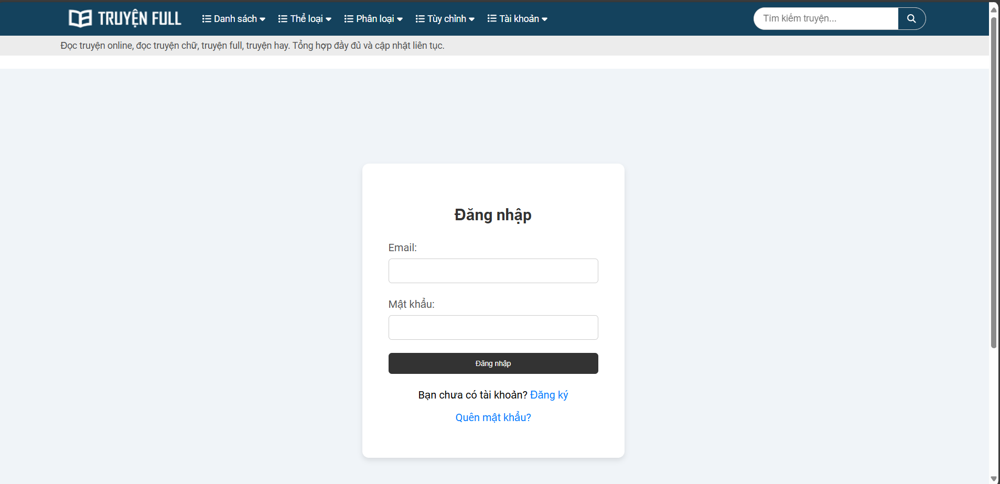 TRUYỆN FULL Danh sách Thể loại Phân loại Tùy chỉnh Tài khoản Tìm kiếm truyện...
Đọc truyện online, đọc truyện chữ, truyện full, truyện hay. Tổng hợp đầy đủ và cập nhật liên tục.
Đăng nhập
Email:
Mật khẩu:
Đăng nhập
Bạn chưa có tài khoản? Đăng ký
Quên mật khẩu?